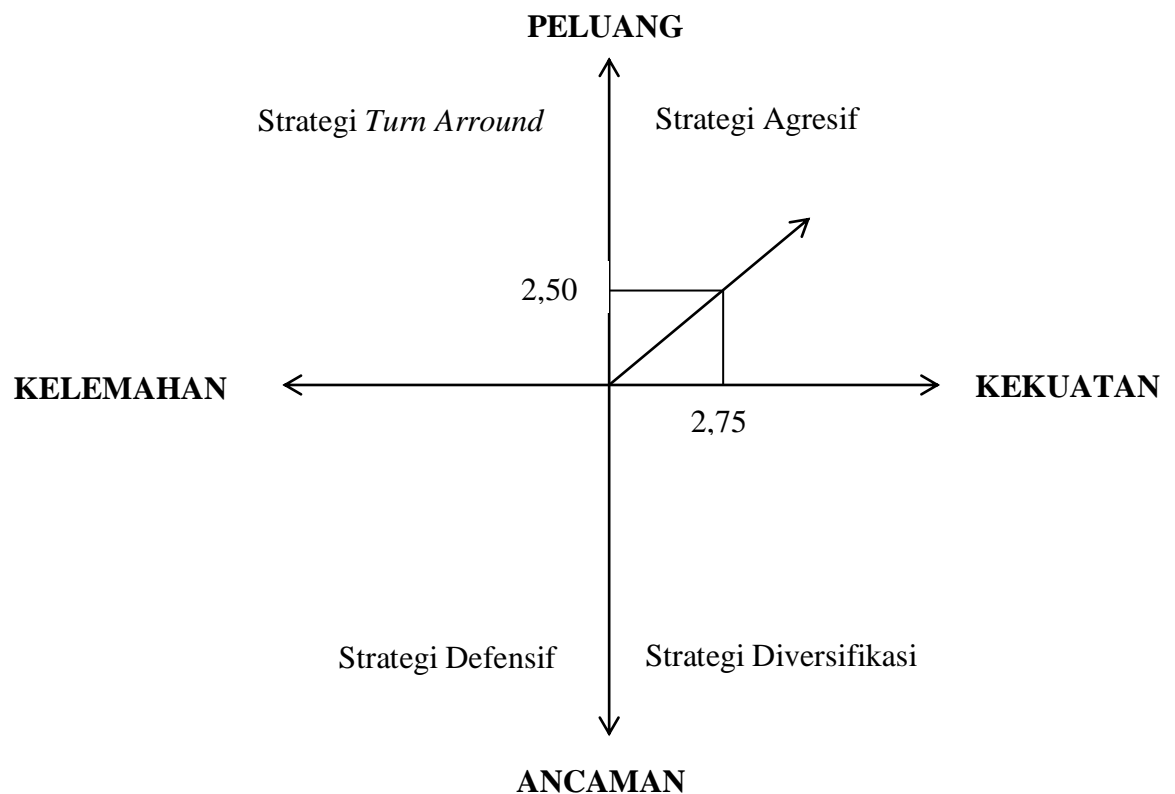 PELUANG
Strategi Turn Arround
Strategi Agresif
2,50
KELEMAHAN
KEKUATAN
2,75
Strategi Defensif
Strategi Diversifikasi
ANCAMAN